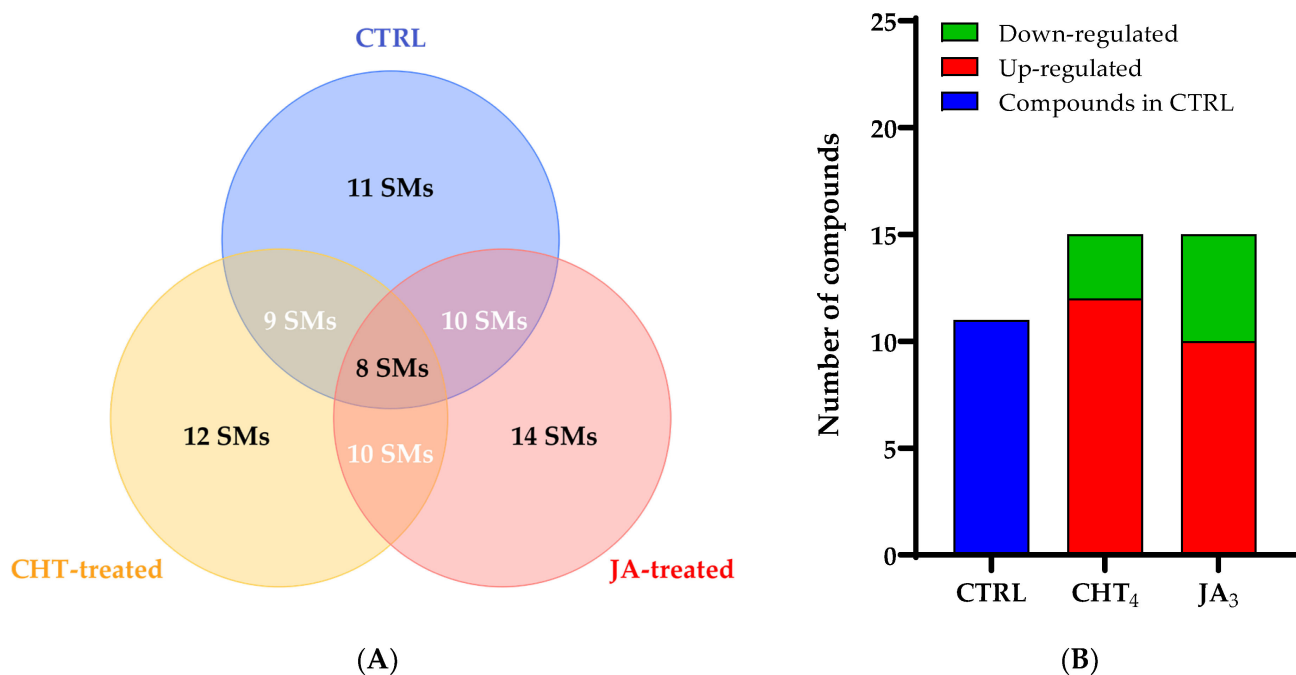 CTRL
11 SMs
9 SMs
10 SMs
8 SMs
12 SMs
10 SMs
14 SMs
CHT-treated
JA-treated
(A)
Down-regulated
Up-regulated
Compounds in CTRL
Number of compounds
25
20
15
10
5
0
CTRL
CHT₄
JA₃
(B)